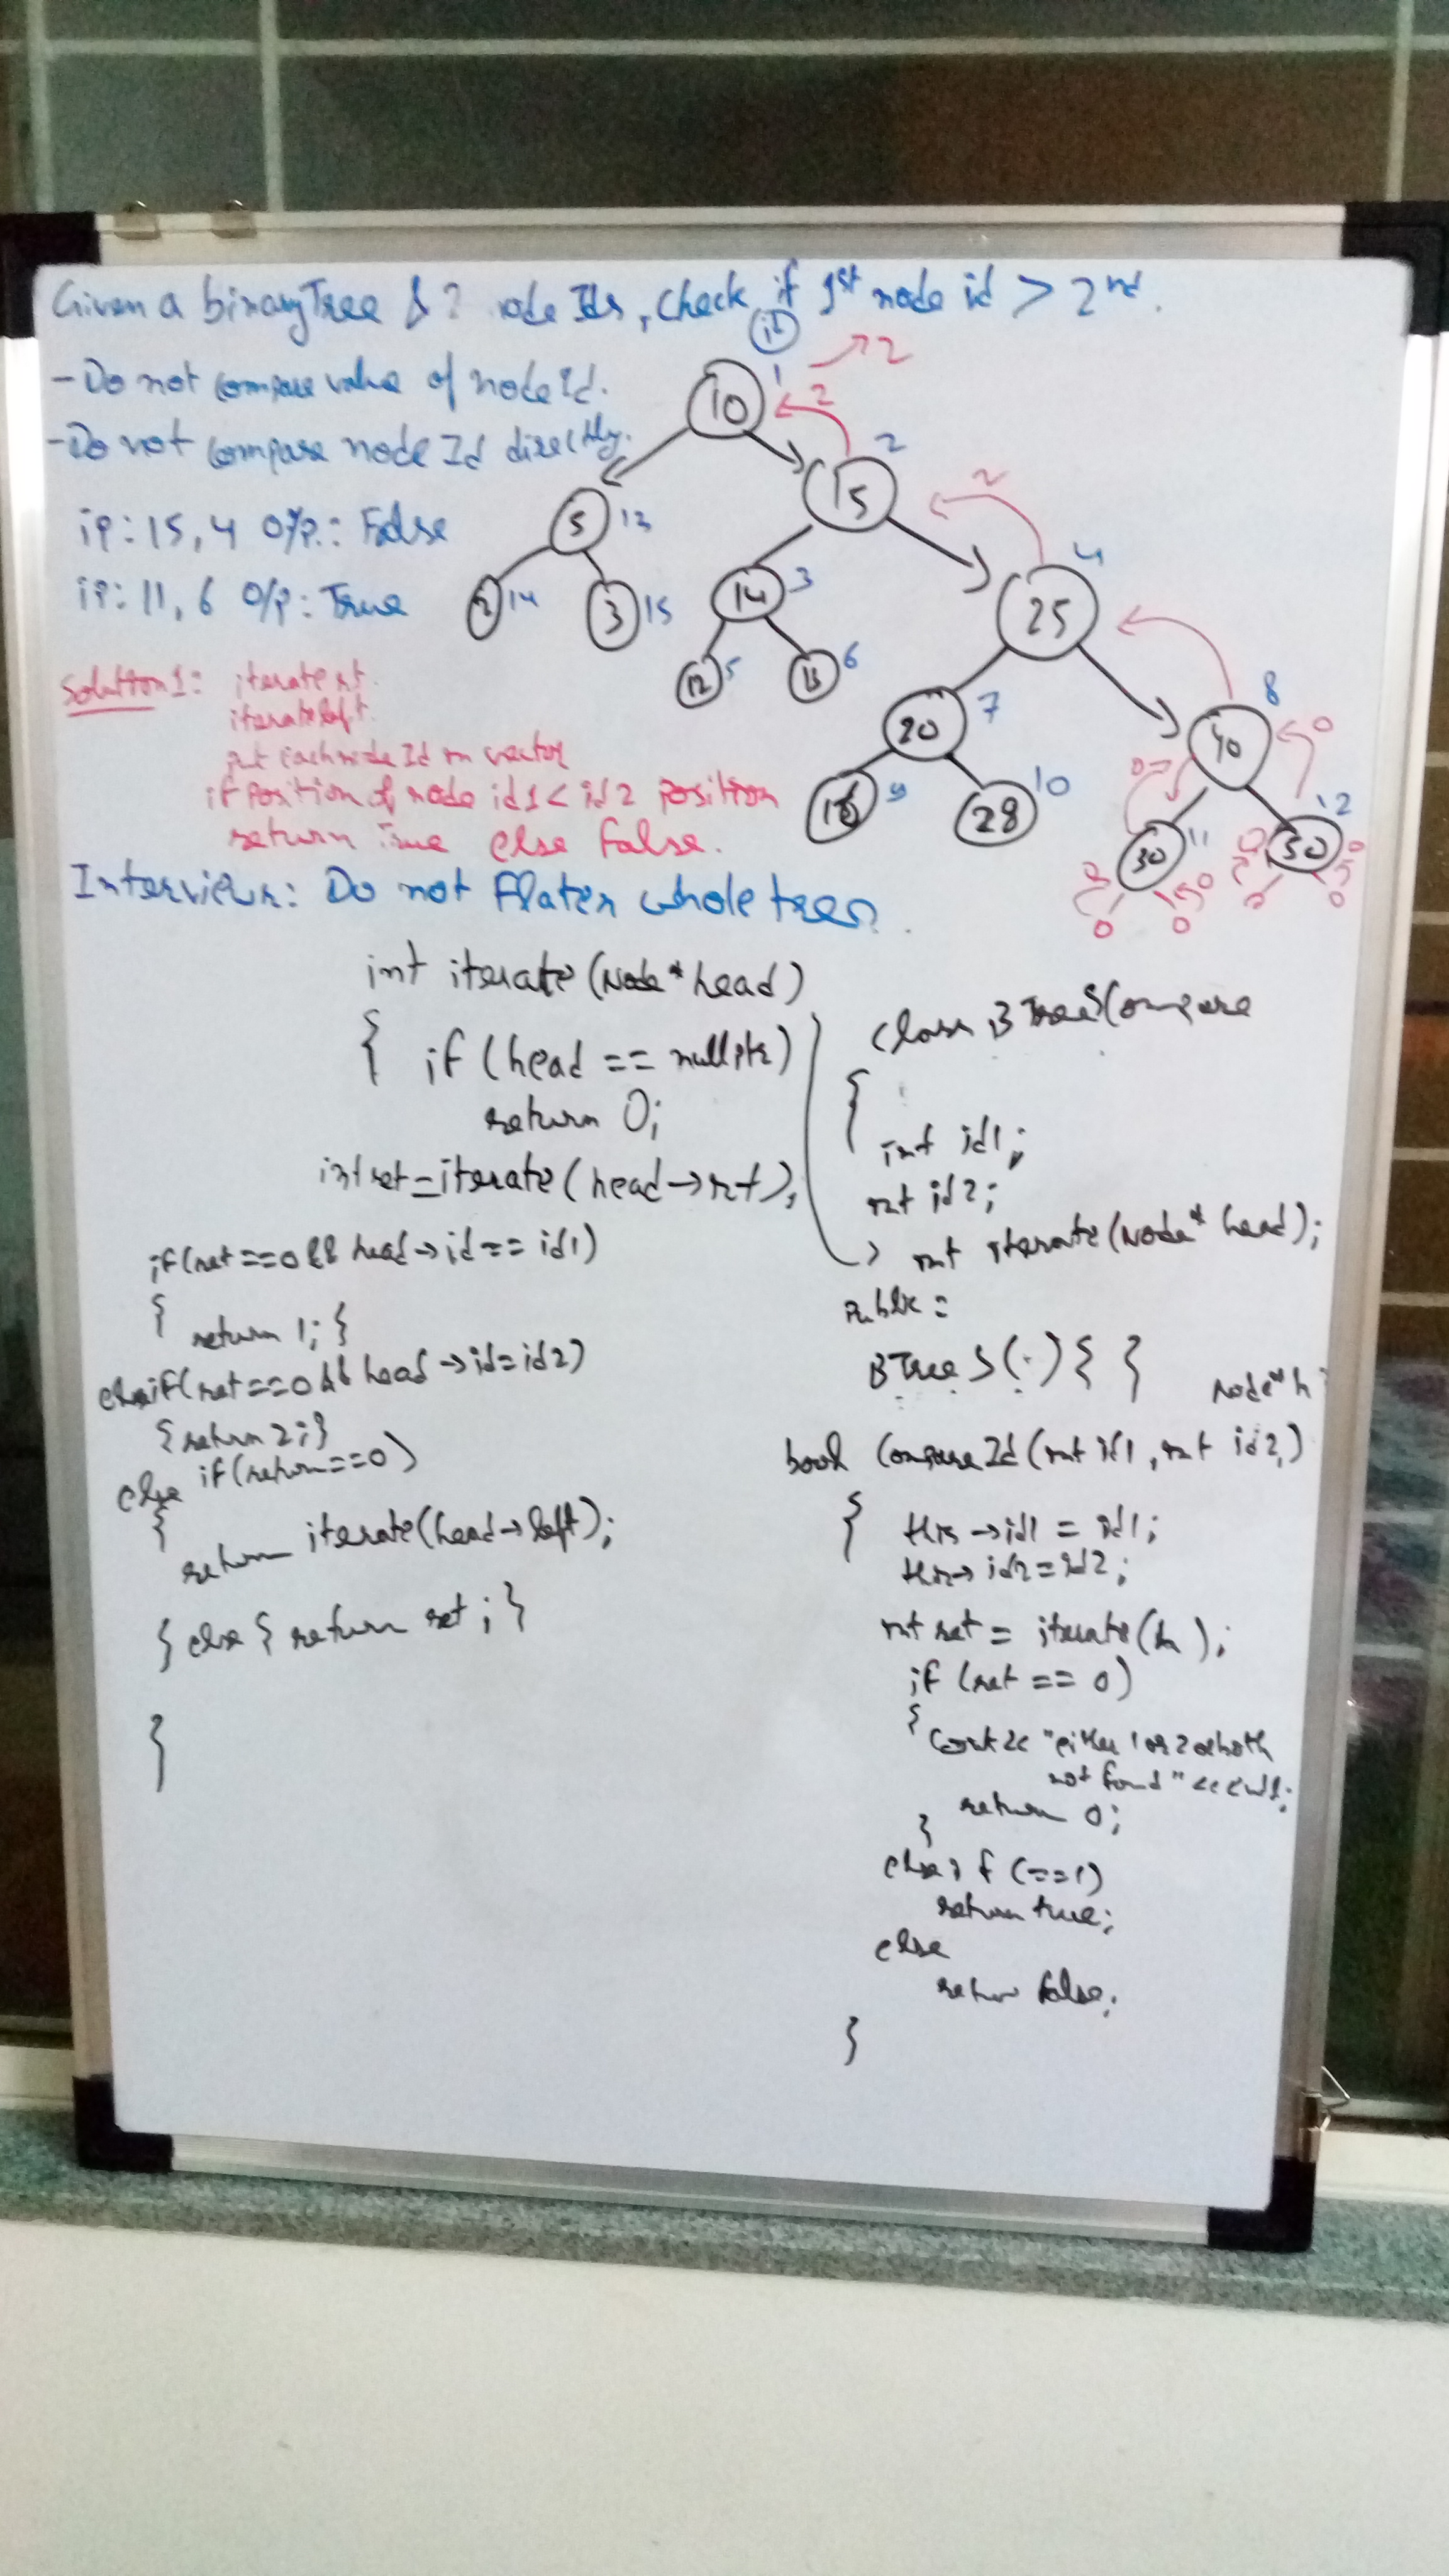 Given a binaryTree & 2 node Ids, Check if 1st node id > 2nd.
- Do not compare value of node Id.
- Do not compare node Id directly.
ip: 15, 4 O/p: False
ip: 11, 6 O/p: True
id
10 1
2
2
5 13
15 2
2
14
3 15
14 3
25 4
12 5
13 6
20 7
40 8
18 9
28 10
30 11
50 12
Solution 1: iterate rt.
iterate left.
put each node Id in vector
if Position of node id1 < id2 position
return True else false.
Interviewr: Do not Flaten whole tree
int iterate (Node* head)
{ if (head == nullptr)
return 0;
int ret = iterate (head->rt);
if (ret == 0 && head->id == id1)
{
return 1; }
else if (ret == 0 && head->id = id2)
{ return 2; }
else if (return == 0)
{
return iterate (head->left);
} else { return ret; }
}
Class BTreeSCompare
{
int id1;
int id2;
int iterate (Node* head);
Public:
BTreeS(.) { }
Node* h
bool CompareId (int id1, int id2,)
{ this->id1 = id1;
this->id2 = id2;
int ret = iterate (h);
if (ret == 0)
{ Cout << "either 1 or 2 or both
not found" << endl;
return 0;
}
else if (==1)
return true;
else
return false;
}